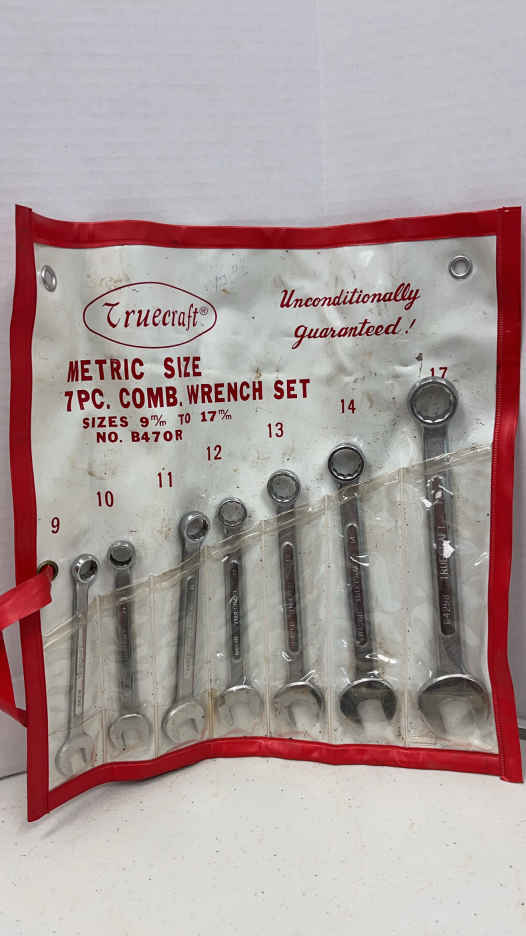 Truecraft®
Unconditionally
guaranteed!
METRIC SIZE
7PC. COMB. WRENCH SET
SIZES 9m/m TO 17m/m
NO. B470R
17
14
13
12
11
10
9
TRUECRAFT